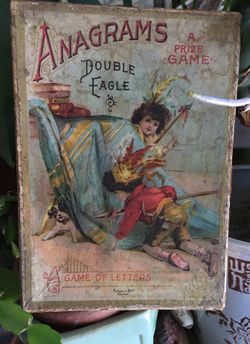 ANAGRAMS
A
PRIZE
GAME
DOUBLE
EAGLE
A GAME OF LETTERS